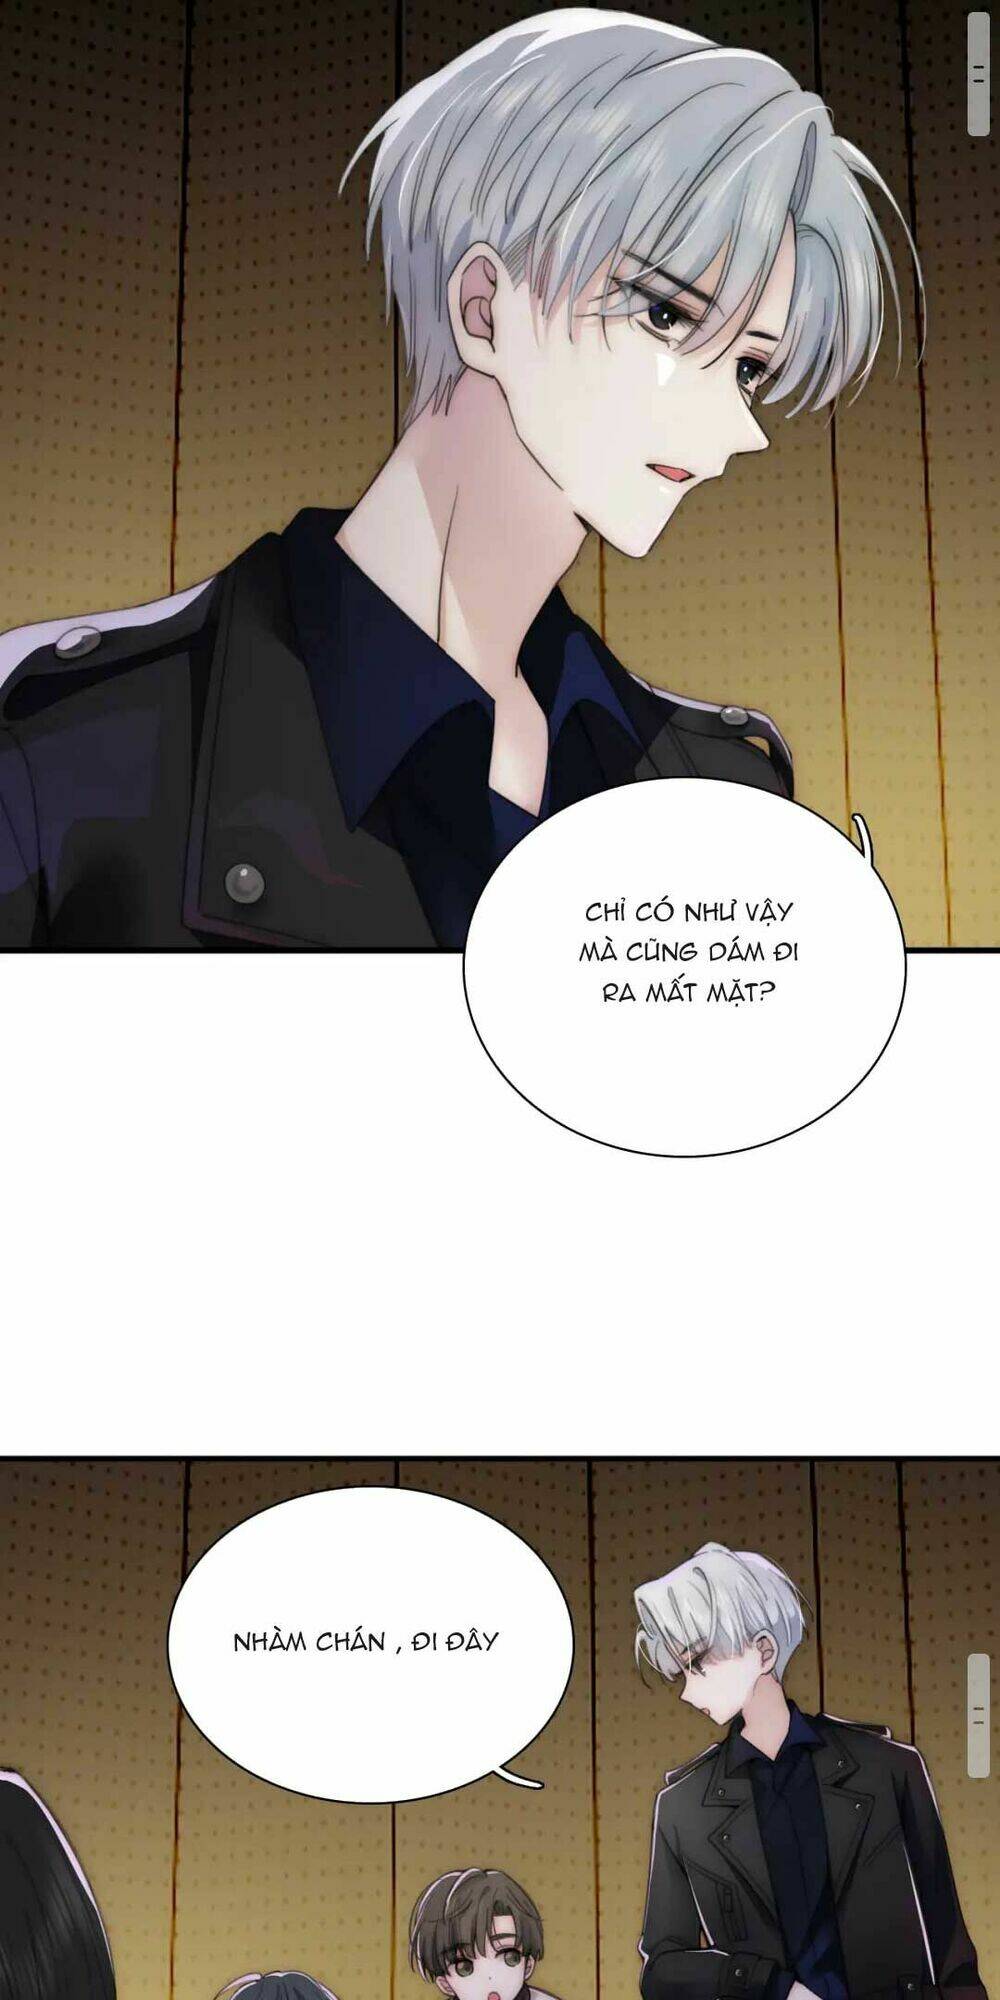 CHỈ CÓ NHƯ VẬY
MÀ CŨNG DÁM ĐI
RA MẤT MẶT?
NHÀM CHÁN , ĐI ĐÂY